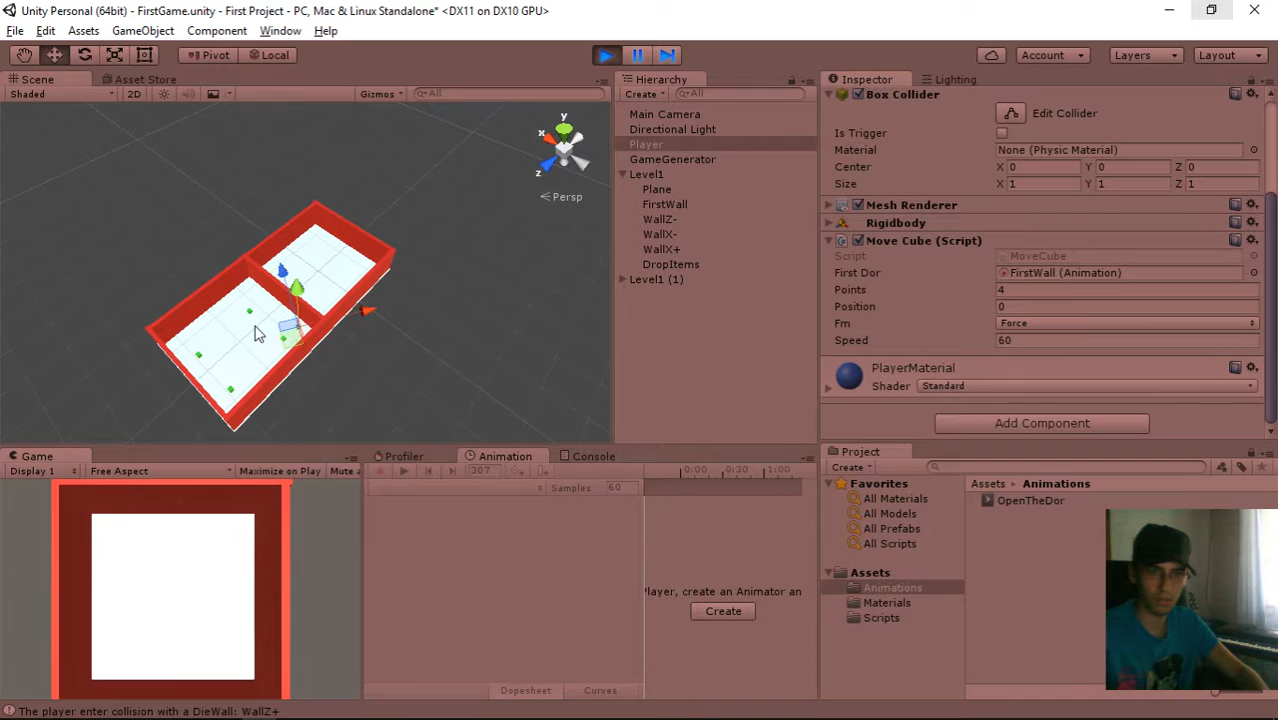 Unity Personal (64bit) - FirstGame.unity - First Project - PC, Mac & Linux Standalone* <DX11 on DX10 GPU>
File Edit Assets GameObject Component Window Help
Pivot Local Account Layers Layout
Scene Asset Store
Shaded 2D Gizmos All
y
x
z
Persp
Hierarchy
Create All
Main Camera
Directional Light
Player
GameGenerator
Level1
Plane
FirstWall
WallZ-
WallX-
WallX+
DropItems
Level1 (1)
Inspector Lighting
Box Collider
Edit Collider
Is Trigger
Material None (Physic Material)
Center X 0 Y 0 Z 0
Size X 1 Y 1 Z 1
Mesh Renderer
Rigidbody
Move Cube (Script)
Script MoveCube
First Dor FirstWall (Animation)
Points 4
Position 0
Fm Force
Speed 60
PlayerMaterial
Shader Standard
Add Component
Game
Display 1 Free Aspect Maximize on Play Mute a
Profiler Animation Console
307 0:00 0:30 1:00
Samples 60
Player, create an Animator an
Create
Dopesheet Curves
Project
Create
Favorites
All Materials
All Models
All Prefabs
All Scripts
Assets
Animations
Materials
Scripts
Assets Animations
OpenTheDor
The player enter collision with a DieWall: WallZ+